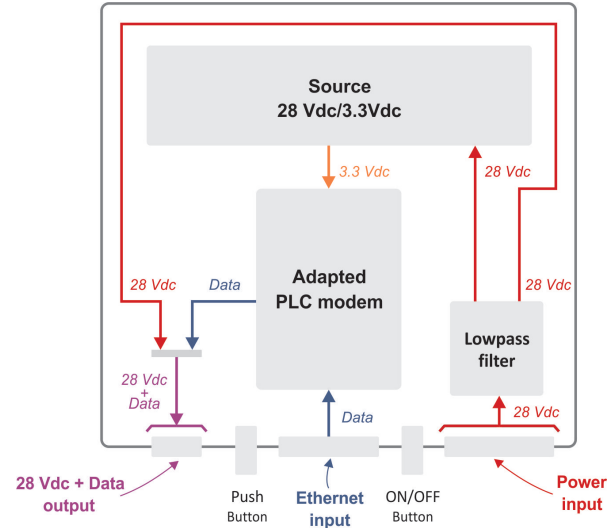 Source
28 Vdc/3.3Vdc
3.3 Vdc
28 Vdc
Adapted
PLC modem
28 Vdc
Data
28 Vdc
Lowpass
filter
28 Vdc
+
Data
Data
28 Vdc
28 Vdc + Data
output
Push
Button
Ethernet
input
ON/OFF
Button
Power
input